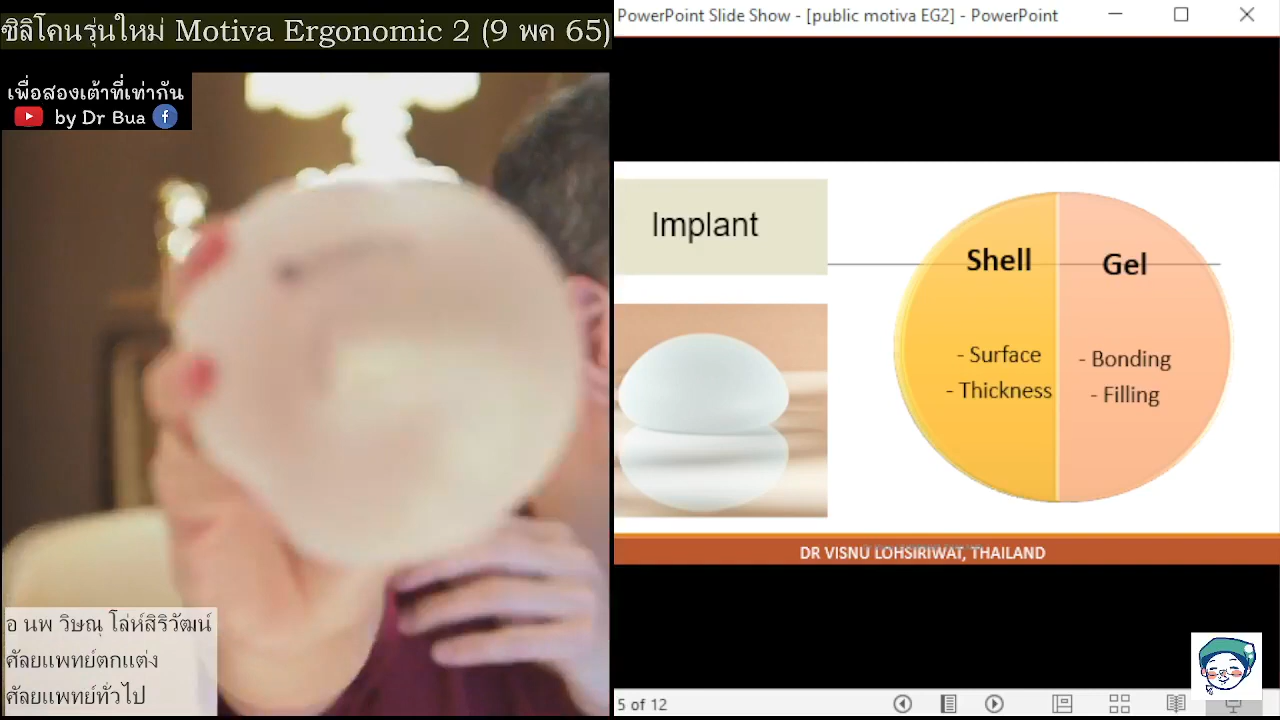 ซิลิโคนรุ่นใหม่ Motiva Ergonomic 2 (9 พค 65)
เพื่อสองเต้าที่เท่ากัน
by Dr Bua
อ นพ วิษณุ โล่ห์สิริวัฒน์
ศัลยแพทย์ตกแต่ง
ศัลยแพทย์ทั่วไป
PowerPoint Slide Show - [public motiva EG2] - PowerPoint
Implant
Shell
- Surface
- Thickness
Gel
- Bonding
- Filling
DR VISNU LOHSIRIWAT, THAILAND
5 of 12